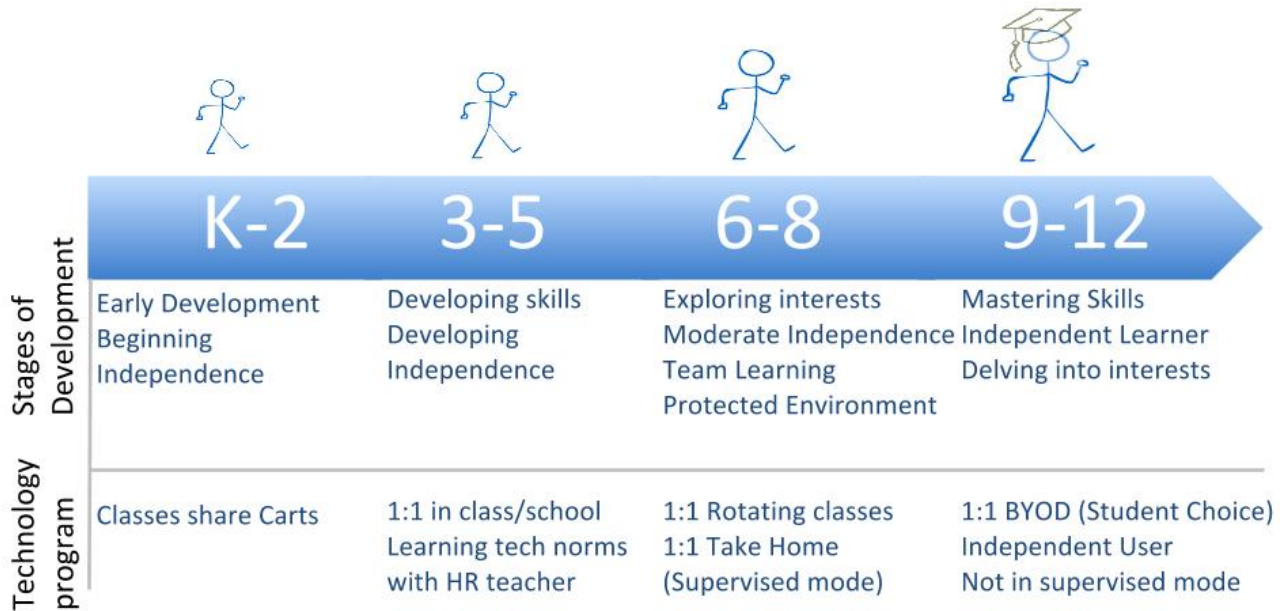 K-2
3-5
6-8
9-12
Stages of
Development
Early Development
Beginning
Independence
Developing skills
Developing
Independence
Exploring interests
Moderate Independence
Team Learning
Protected Environment
Mastering Skills
Independent Learner
Delving into interests
Technology
program
Classes share Carts
1:1 in class/school
Learning tech norms
with HR teacher
1:1 Rotating classes
1:1 Take Home
(Supervised mode)
1:1 BYOD (Student Choice)
Independent User
Not in supervised mode